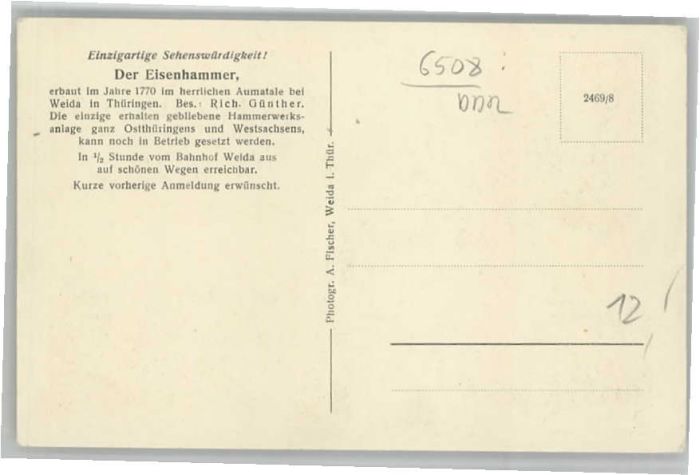 Einzigartige Sehenswürdigkeit!
Der Eisenhammer,
erbaut im Jahre 1770 im herrlichen Aumatale bei
Weida in Thüringen. Bes.: Rich. Günther.
Die einzige erhalten gebliebene Hammerwerks-
anlage ganz Ostthüringens und Westsachsens,
kann noch in Betrieb gesetzt werden.
In 1/2 Stunde vom Bahnhof Weida aus
auf schönen Wegen erreichbar.
Kurze vorherige Anmeldung erwünscht.
Photogr. A. Fischer, Weida i. Thür.
6508
2469/8
12